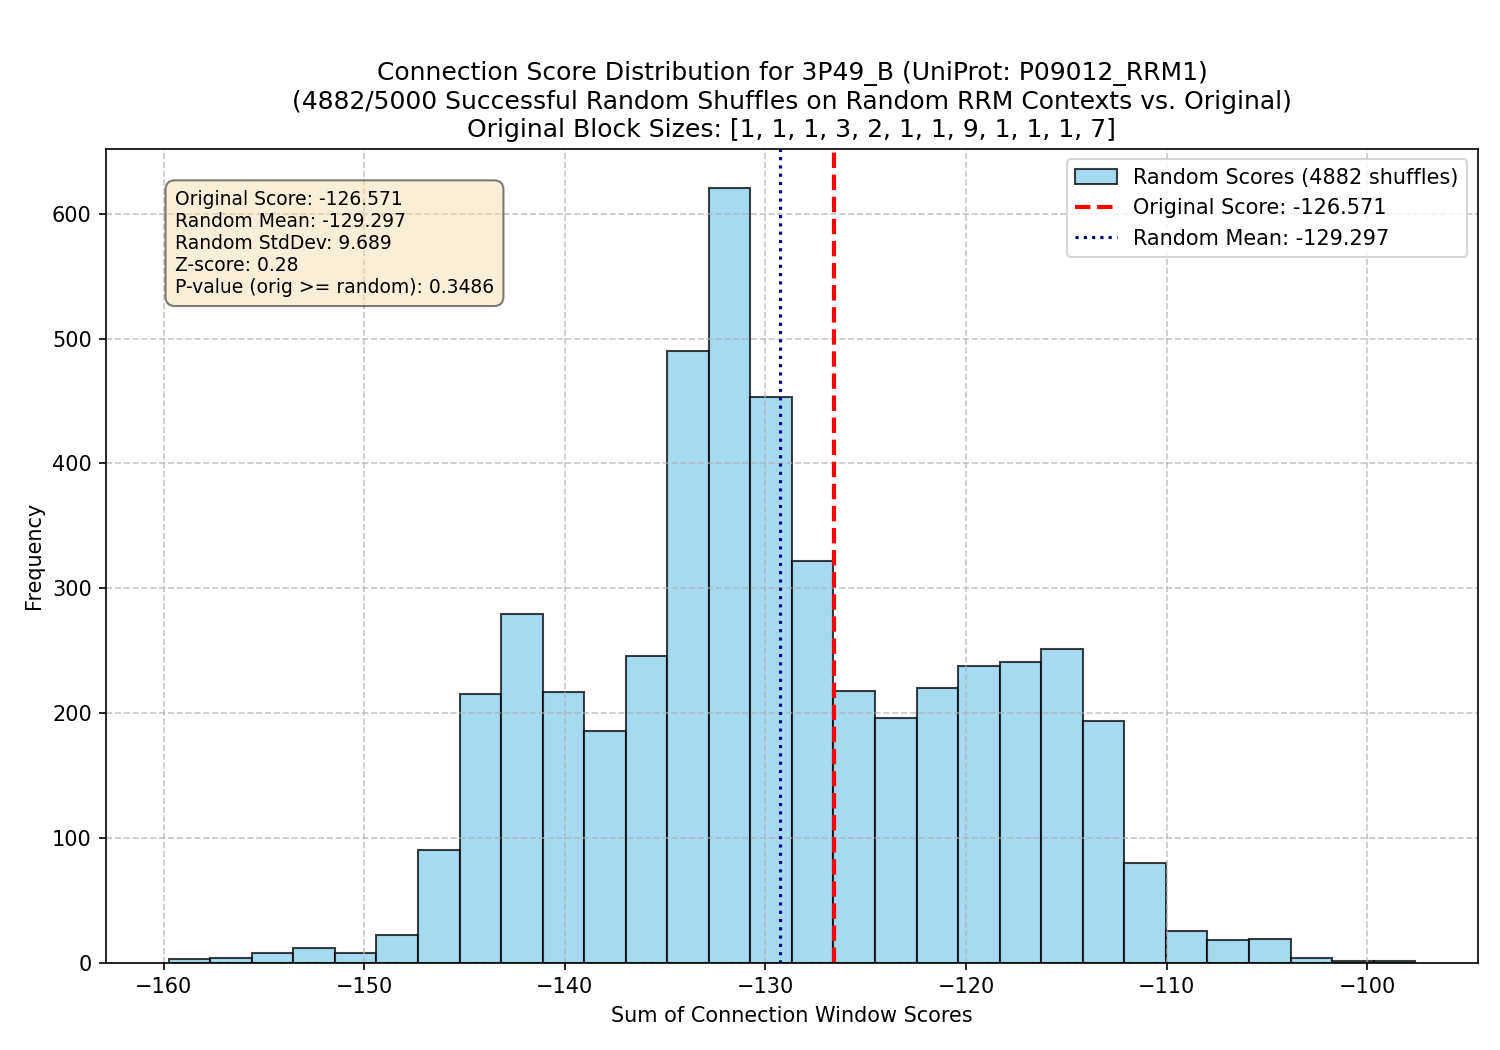 Connection Score Distribution for 3P49_B (UniProt: P09012_RRM1)
(4882/5000 Successful Random Shuffles on Random RRM Contexts vs. Original)
Original Block Sizes: [1, 1, 1, 3, 2, 1, 1, 9, 1, 1, 1, 7]
Original Score: -126.571
Random Mean: -129.297
Random StdDev: 9.689
Z-score: 0.28
P-value (orig >= random): 0.3486
Random Scores (4882 shuffles)
Original Score: -126.571
Random Mean: -129.297
Frequency
600
500
400
300
200
100
0
−160 −150 −140 −130 −120 −110 −100
Sum of Connection Window Scores